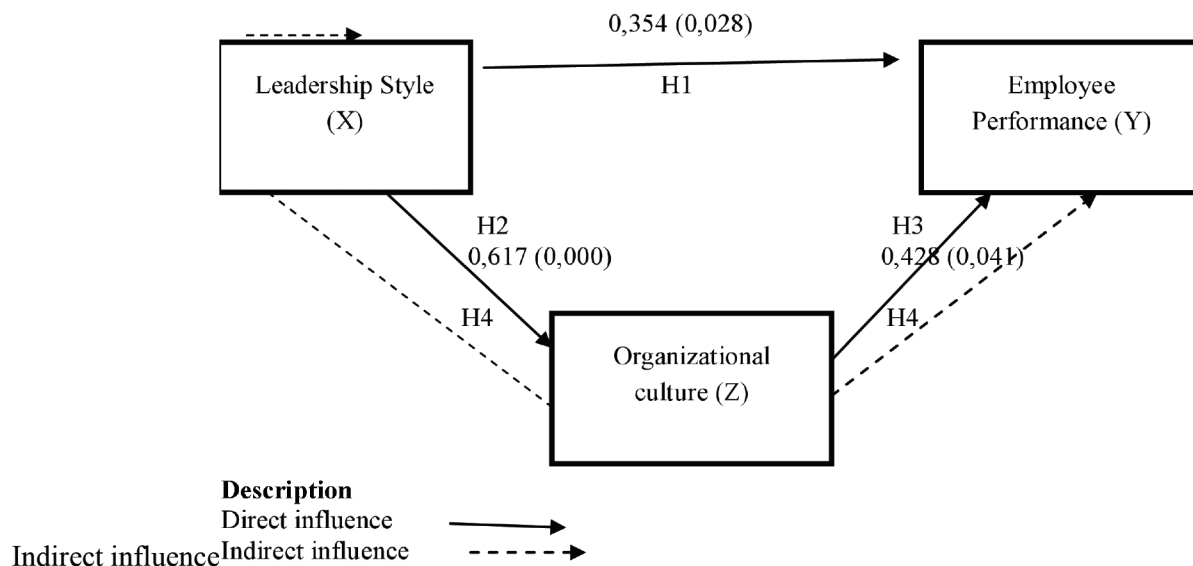 0,354 (0,028)
H1
Leadership Style
(X)
Employee
Performance (Y)
H2
0,617 (0,000)
H3
0,428 (0,041)
H4
H4
Organizational
culture (Z)
Description
Direct influence
Indirect influence
Indirect influence